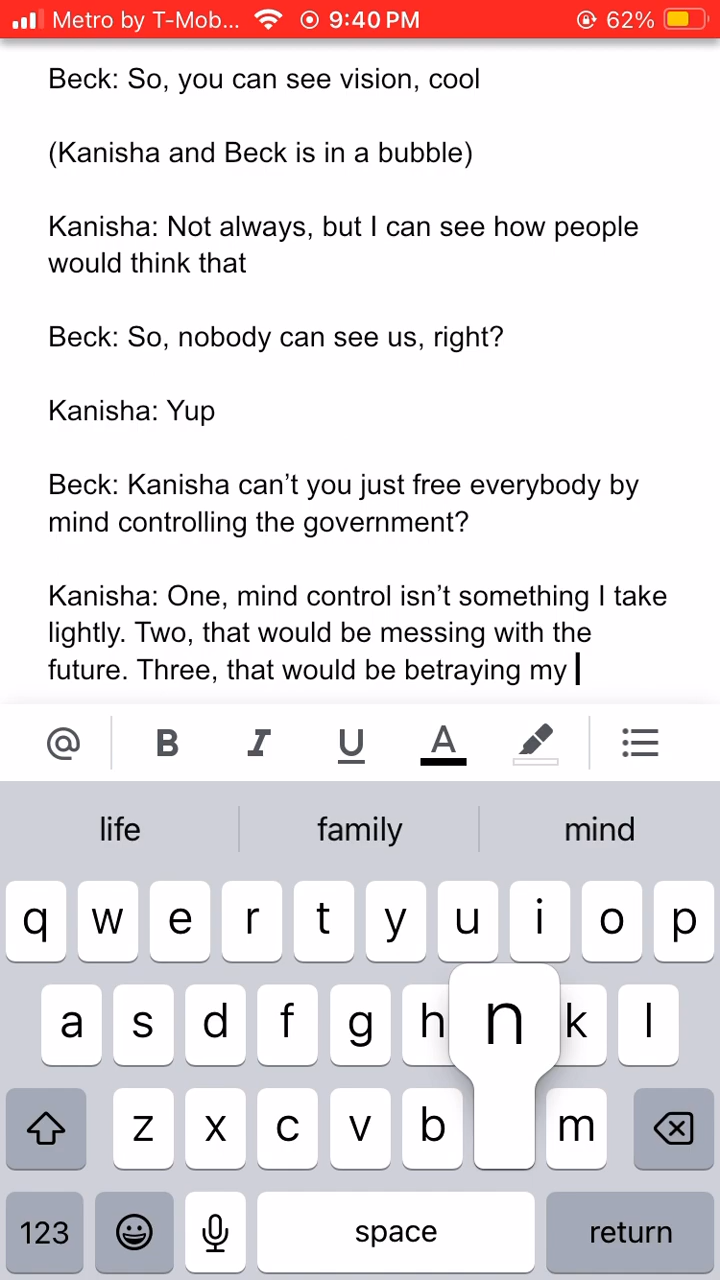 Metro by T-Mob... 9:40 PM 62%
Beck: So, you can see vision, cool
(Kanisha and Beck is in a bubble)
Kanisha: Not always, but I can see how people
would think that
Beck: So, nobody can see us, right?
Kanisha: Yup
Beck: Kanisha can’t you just free everybody by
mind controlling the government?
Kanisha: One, mind control isn’t something I take
lightly. Two, that would be messing with the
future. Three, that would be betraying my
@ B I U A
life family mind
q w e r t y u i o p
a s d f g h n k l
z x c v b m
123 space return